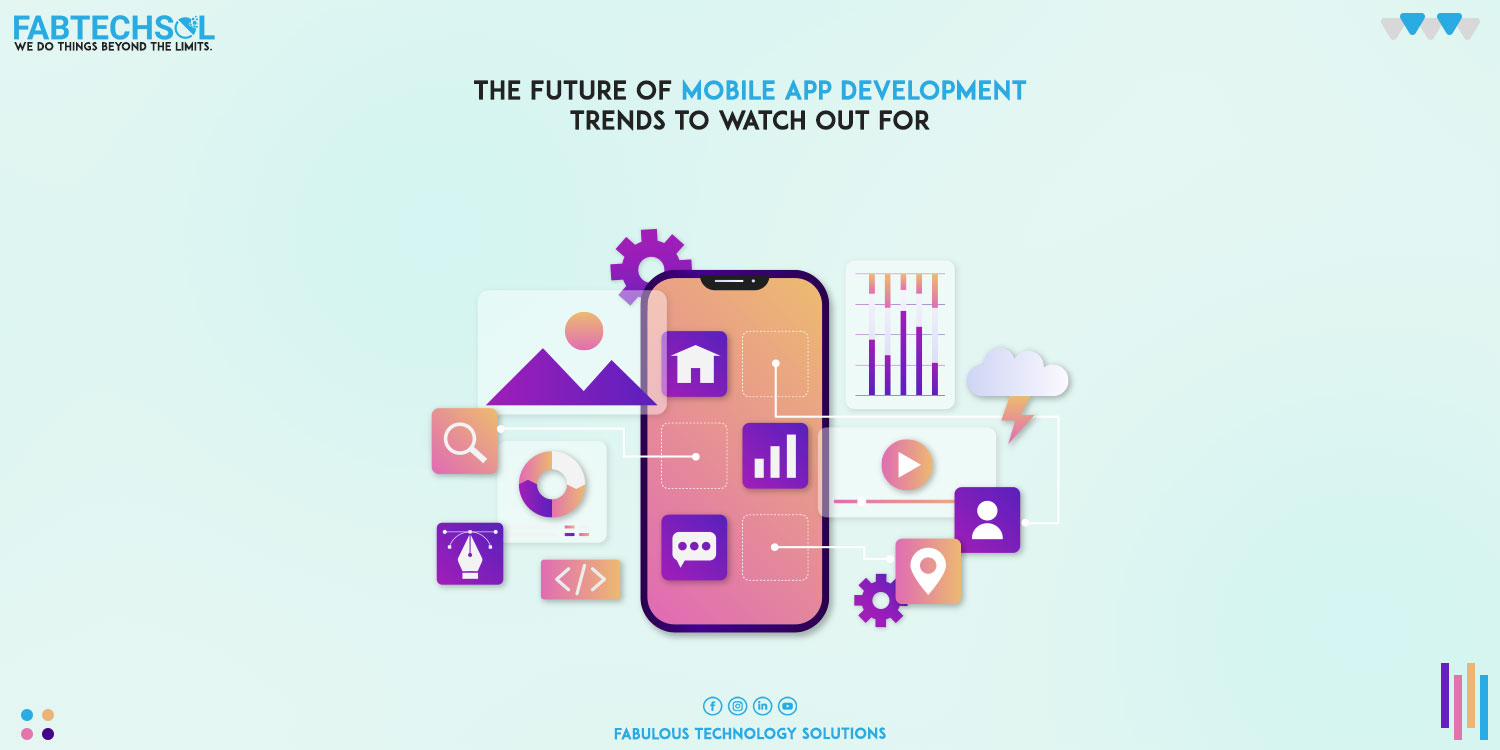 FABTECHSOL
WE DO THINGS BEYOND THE LIMITS.
THE FUTURE OF MOBILE APP DEVELOPMENT
TRENDS TO WATCH OUT FOR
</>
FABULOUS TECHNOLOGY SOLUTIONS